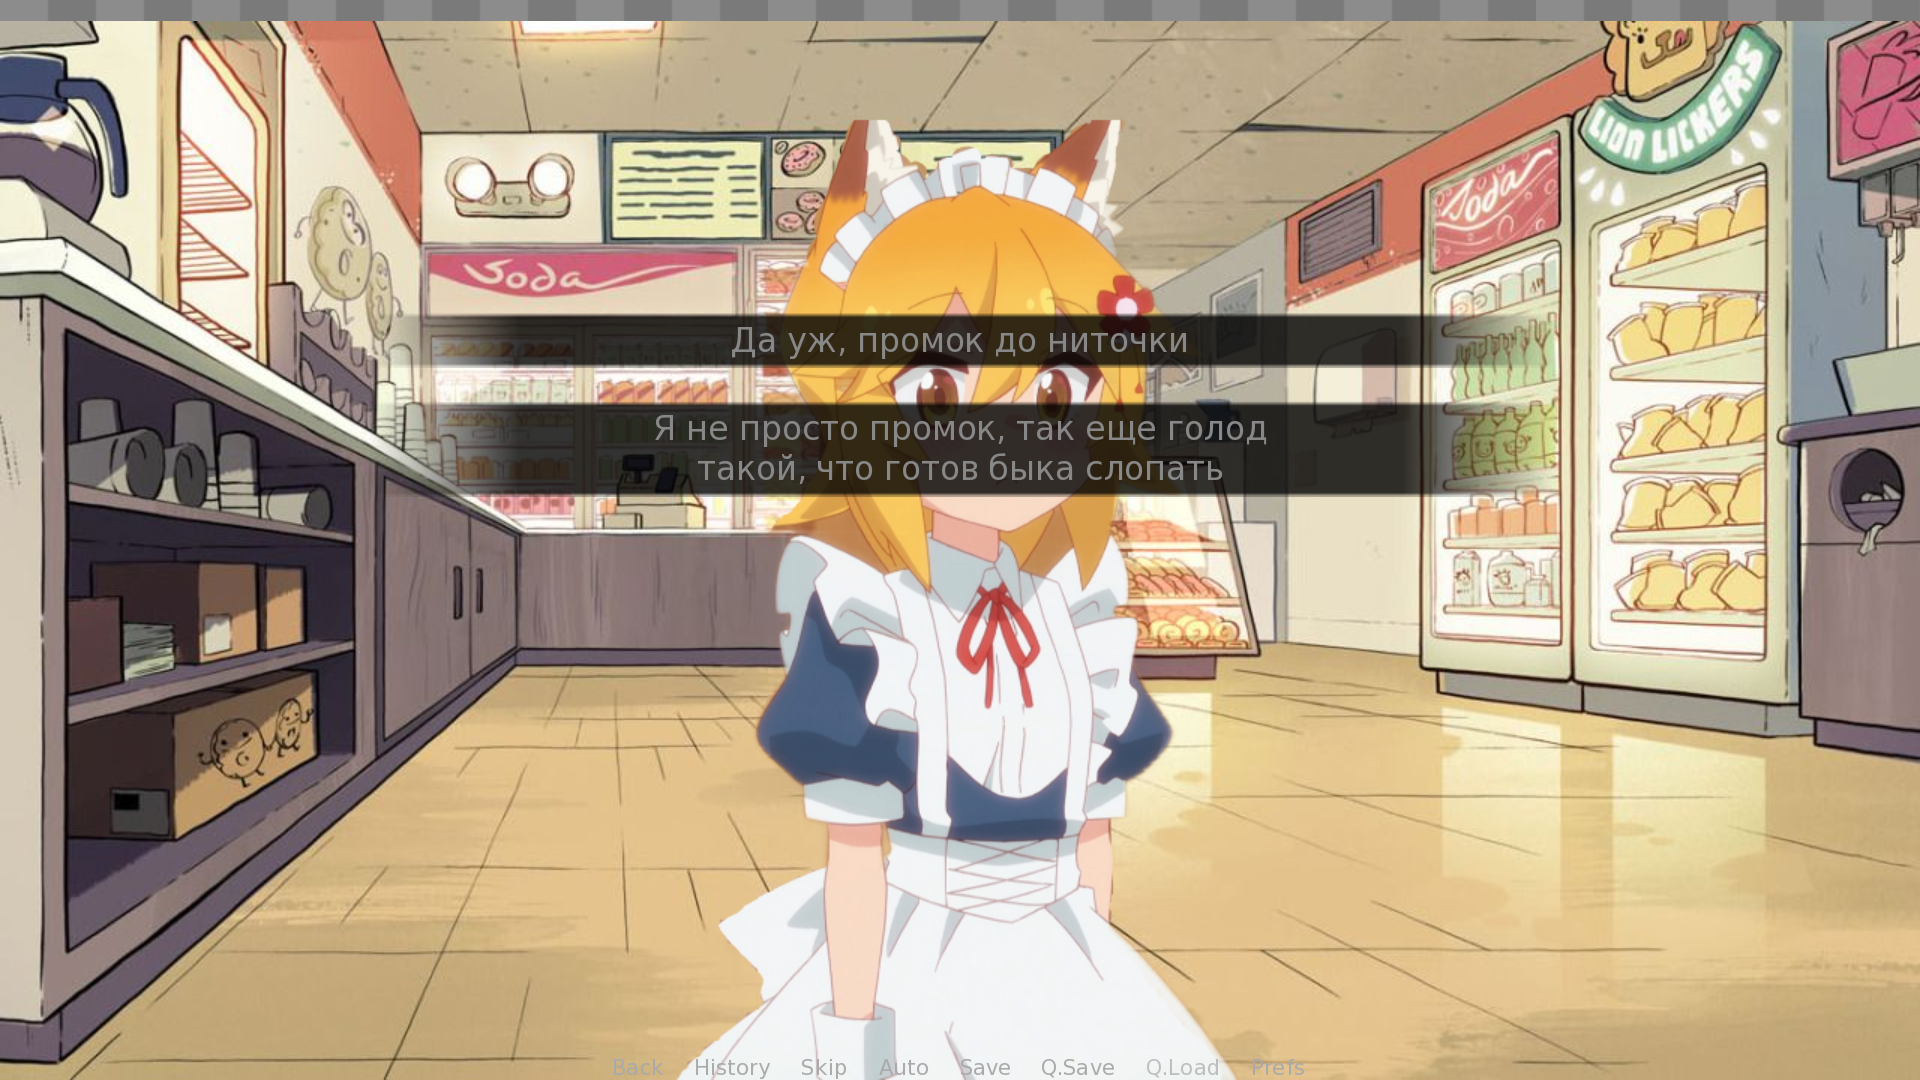 LION LICKERS
Soda
Soda
Да уж, промок до ниточки
Я не просто промок, так еще голод
такой, что готов быка слопать
Back History Skip Auto Save Q.Save Q.Load Prefs